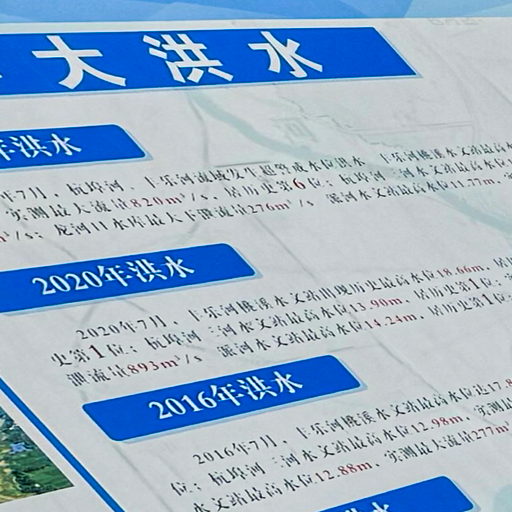 大洪水
年洪水
年7月，杭埠河、丰乐河流域发生超警戒水位洪水，丰乐河桃溪水文站最高水
实测最大流量820m³/s，居历史第6位；杭埠河三河水文站最高水位
m³/s；龙河口水库最大下泄流量276m³/s 派河水文站最高水位11.77m，
2020年洪水
2020年7月，丰乐河桃溪水文站出现历史最高水位18.66m，居
史第1位；杭埠河三河水文站最高水位13.90m，居历史第1位；
泄流量893m³/s 派河水文站最高水位14.24m，居历史第1位
2016年洪水
2016年7月，丰乐河桃溪水文站最高水位达17.8
位；杭埠河三河水文站最高水位12.98m，实测最
水文站最高水位12.88m，实测最大流量277m³
洪水